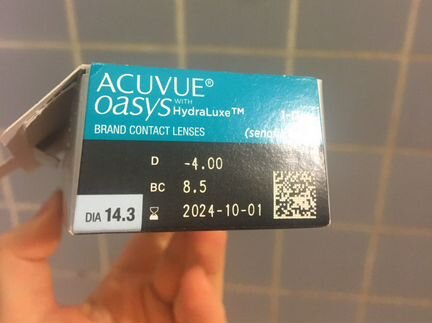 ACUVUE®
OASYS WITH HydraLuxe™
BRAND CONTACT LENSES
D -4.00
BC 8.5
DIA 14.3
2024-10-01